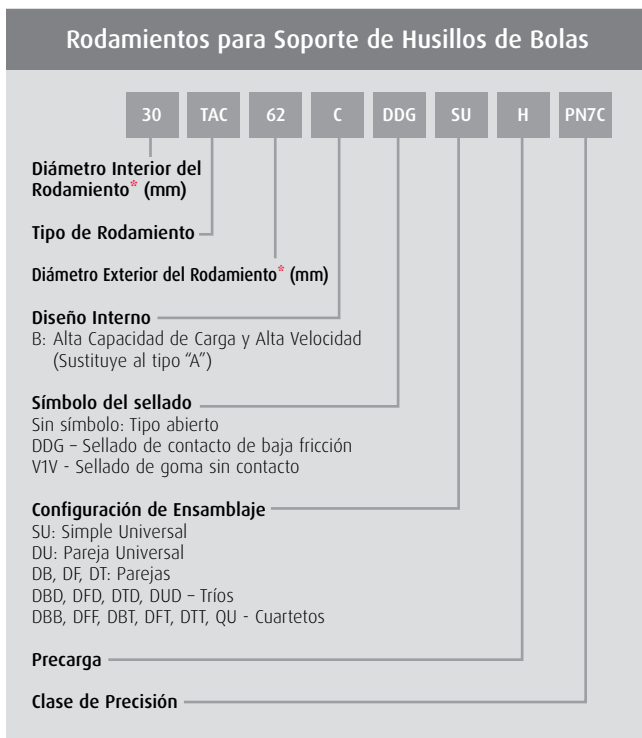 Rodamientos para Soporte de Husillos de Bolas
30 TAC 62 C DDG SU H PN7C
Diámetro Interior del
Rodamiento* (mm)
Tipo de Rodamiento
Diámetro Exterior del Rodamiento* (mm)
Diseño Interno
B: Alta Capacidad de Carga y Alta Velocidad
(Sustituye al tipo “A”)
Símbolo del sellado
Sin símbolo: Tipo abierto
DDG – Sellado de contacto de baja fricción
V1V - Sellado de goma sin contacto
Configuración de Ensamblaje
SU: Simple Universal
DU: Pareja Universal
DB, DF, DT: Parejas
DBD, DFD, DTD, DUD – Tríos
DBB, DFF, DBT, DFT, DTT, QU - Cuartetos
Precarga
Clase de Precisión